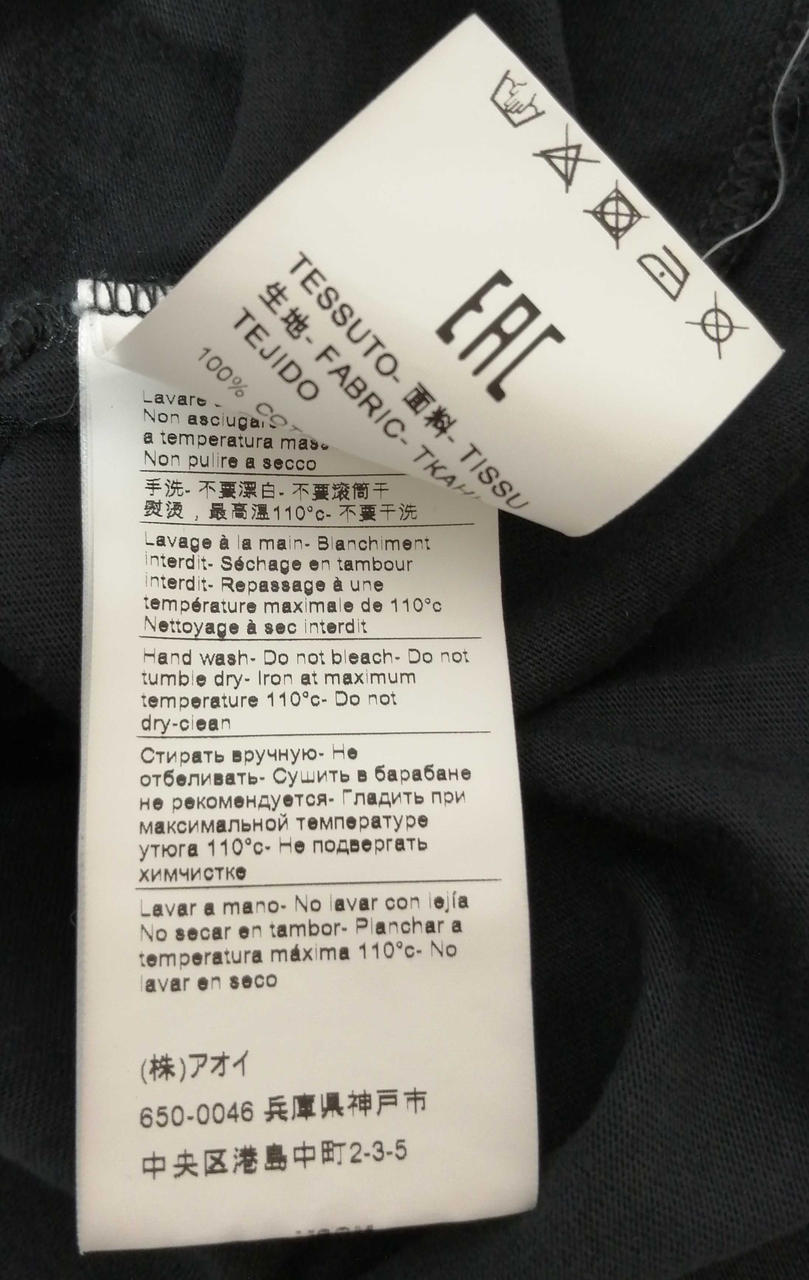 EAC
TESSUTO- 面料- TISSU
生地- FABRIC- ТКАН
TEJIDO
100%
Lavare
Non
a temperatura
Non pulire a secco
手洗- 不要漂白- 不要滚筒干
熨烫，最高温110°c- 不要干洗
Lavage à la main- Blanchiment
interdit- Séchage en tambour
interdit- Repassage à une
température maximale de 110°c
Nettoyage à sec interdit
Hand wash- Do not bleach- Do not
tumble dry- Iron at maximum
temperature 110°c- Do not
dry-clean
Стирать вручную- Не
отбеливать- Сушить в барабане
не рекомендуется- Гладить при
максимальной температуре
утюга 110°c- Не подвергать
химчистке
Lavar a mano- No lavar con lejía
No secar en tambor- Planchar a
temperatura máxima 110°c- No
lavar en seco
(株)アオイ
650-0046 兵庫県神戸市
中央区港島中町2-3-5